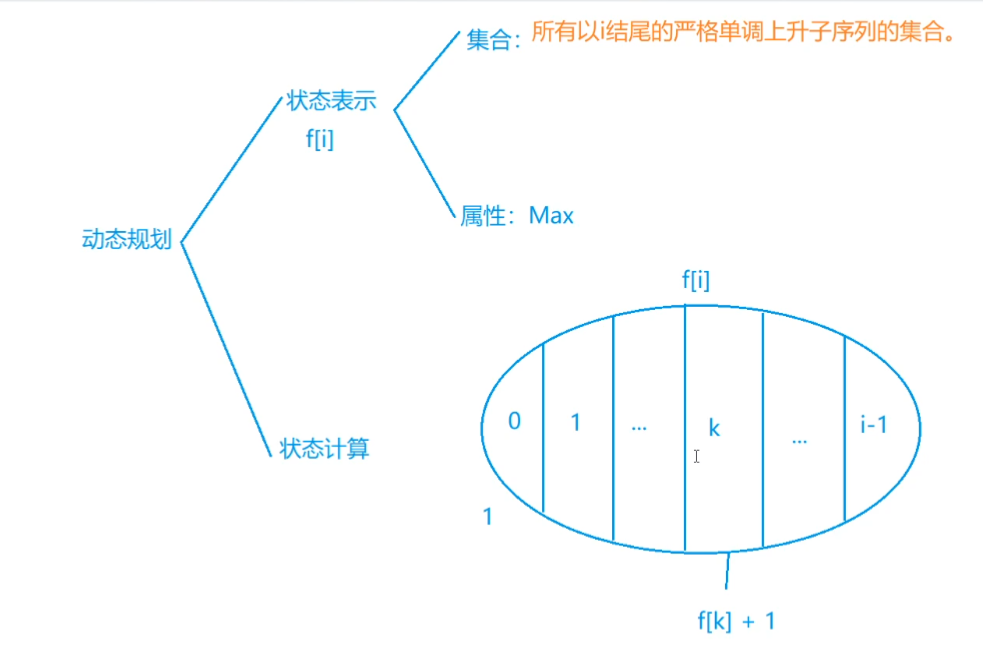 集合：所有以i结尾的严格单调上升子序列的集合。
状态表示
f[i]
属性：Max
动态规划
f[i]
0 1 ... k ... i-1
状态计算
1
f[k] + 1